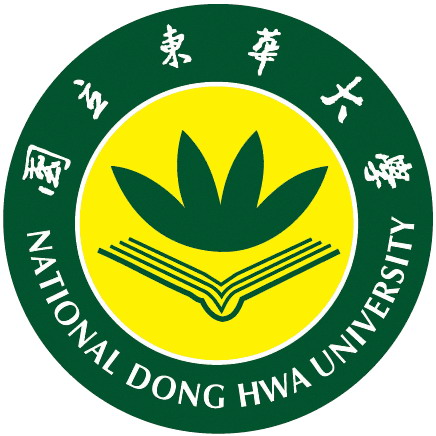 國立東華大學
NATIONAL DONG HWA UNIVERSITY